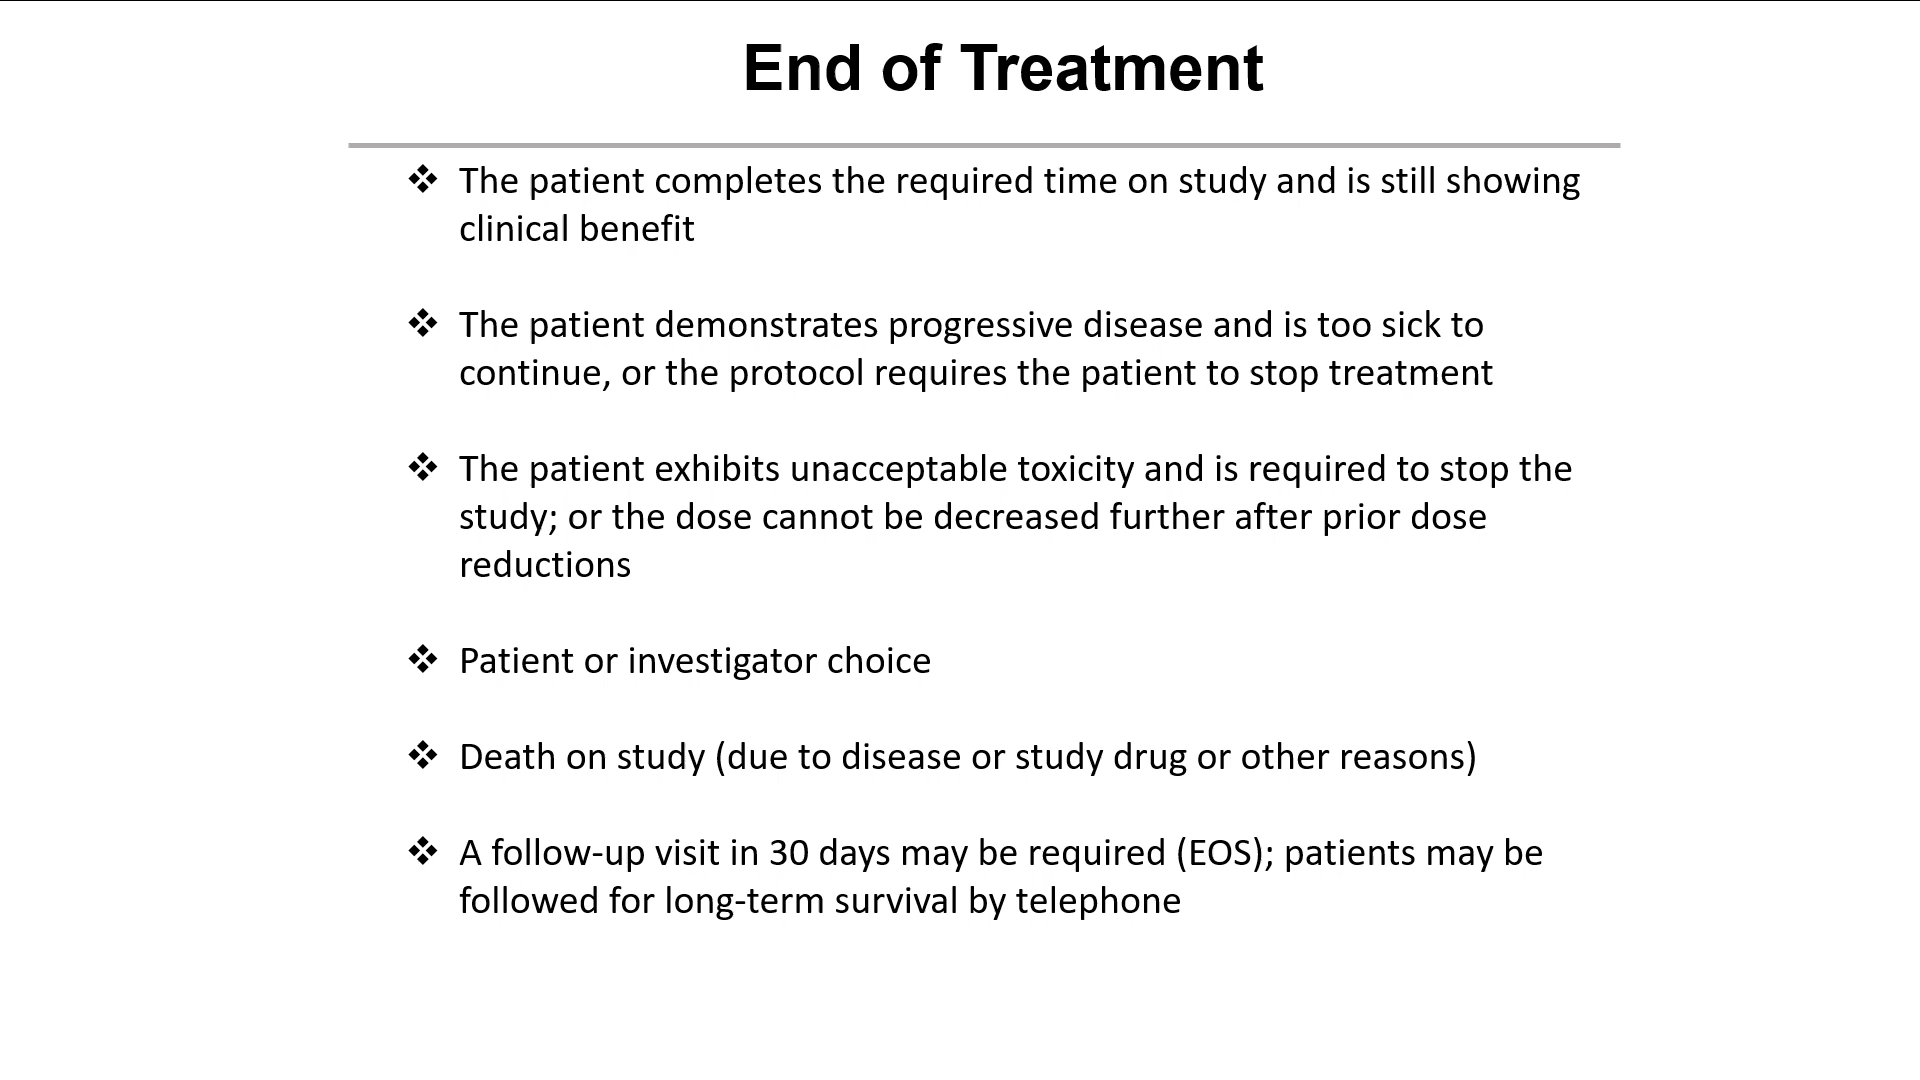 End of Treatment
❖ The patient completes the required time on study and is still showing
clinical benefit
❖ The patient demonstrates progressive disease and is too sick to
continue, or the protocol requires the patient to stop treatment
❖ The patient exhibits unacceptable toxicity and is required to stop the
study; or the dose cannot be decreased further after prior dose
reductions
❖ Patient or investigator choice
❖ Death on study (due to disease or study drug or other reasons)
❖ A follow-up visit in 30 days may be required (EOS); patients may be
followed for long-term survival by telephone